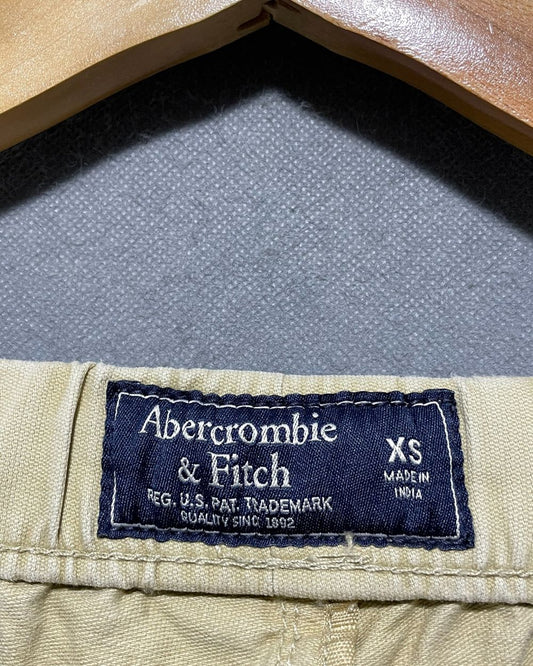 Abercrombie
& Fitch
REG. U.S. PAT. TRADEMARK
QUALITY SINC 1892
XS
MADE IN
INDIA